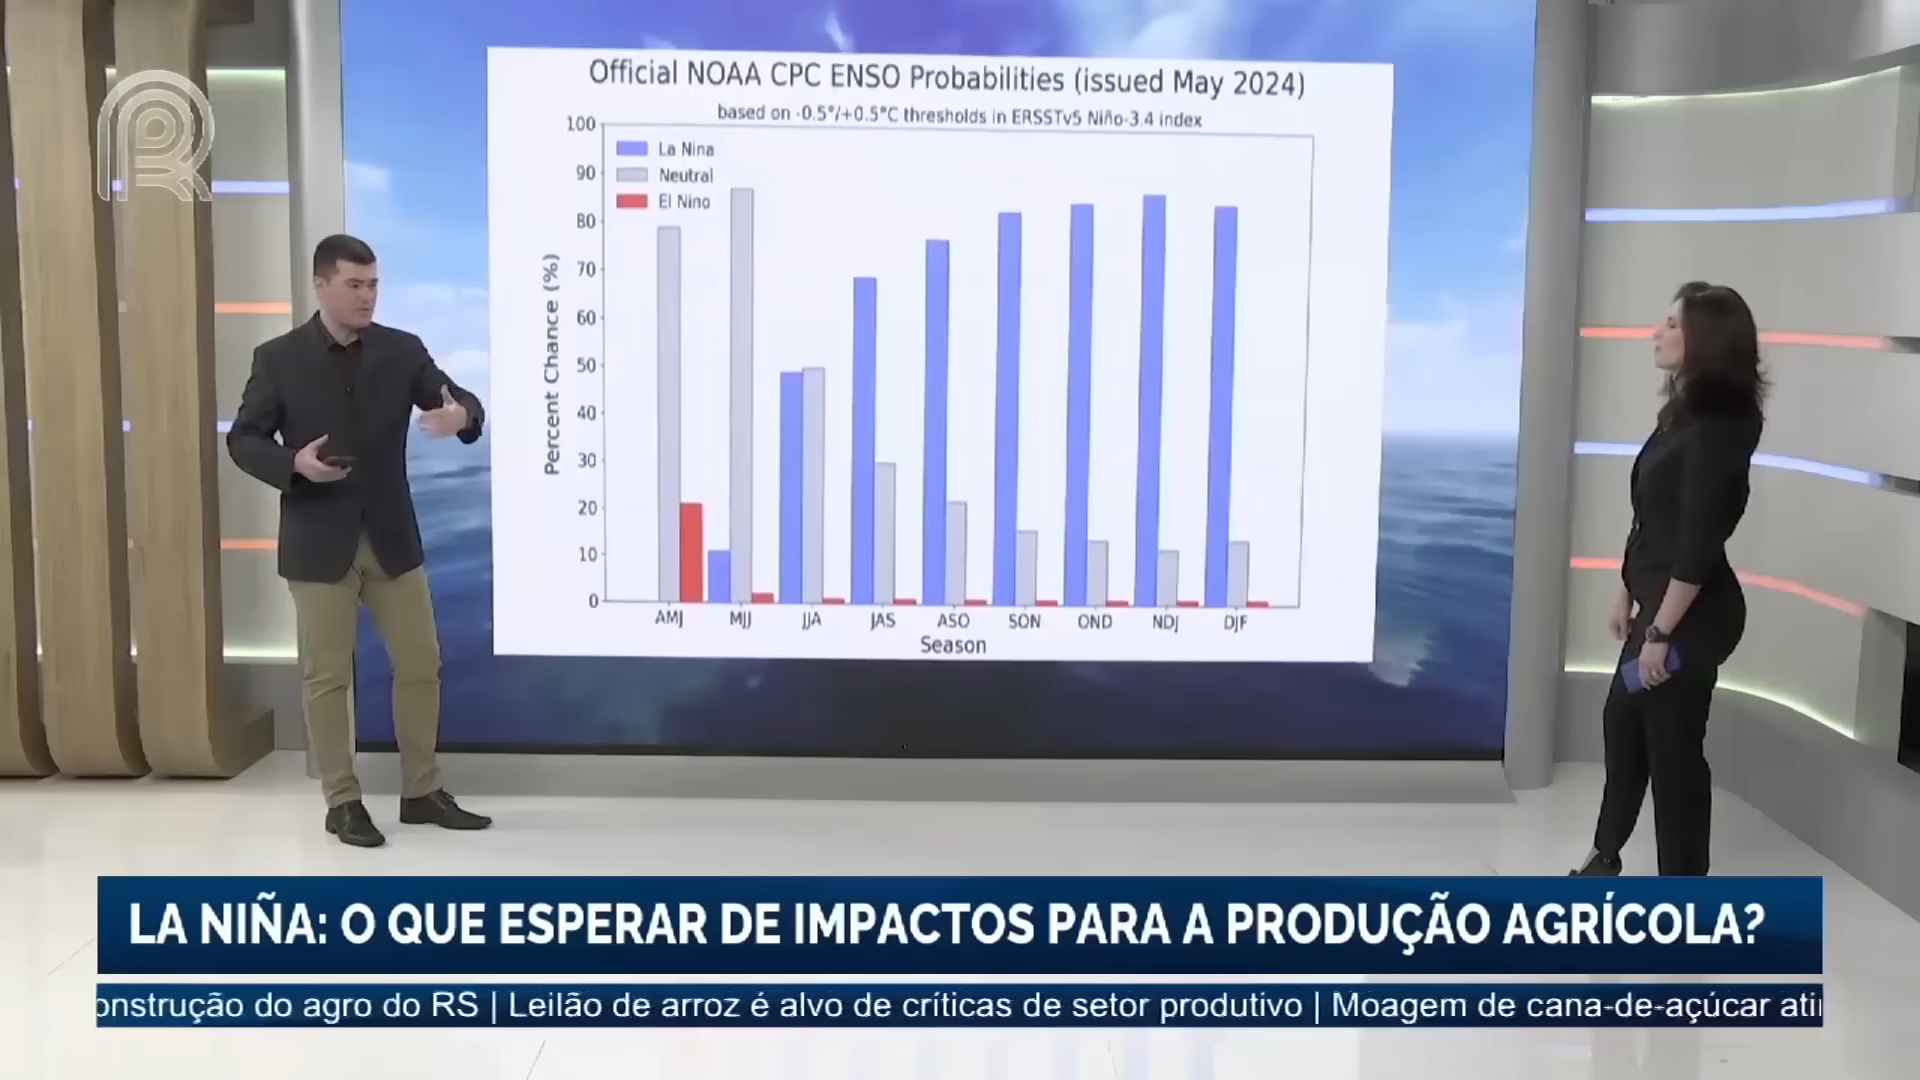 Official NOAA CPC ENSO Probabilities (issued May 2024)
based on -0.5°/+0.5°C thresholds in ERSSTv5 Niño-3.4 index
La Nina
Neutral
El Nino
Percent Chance (%)
100
90
80
70
60
50
40
30
20
10
0
AMJ MJJ JJA JAS ASO SON OND NDJ DJF
Season
LA NIÑA: O QUE ESPERAR DE IMPACTOS PARA A PRODUÇÃO AGRÍCOLA?
onstrução do agro do RS | Leilão de arroz é alvo de críticas de setor produtivo | Moagem de cana-de-açúcar ati